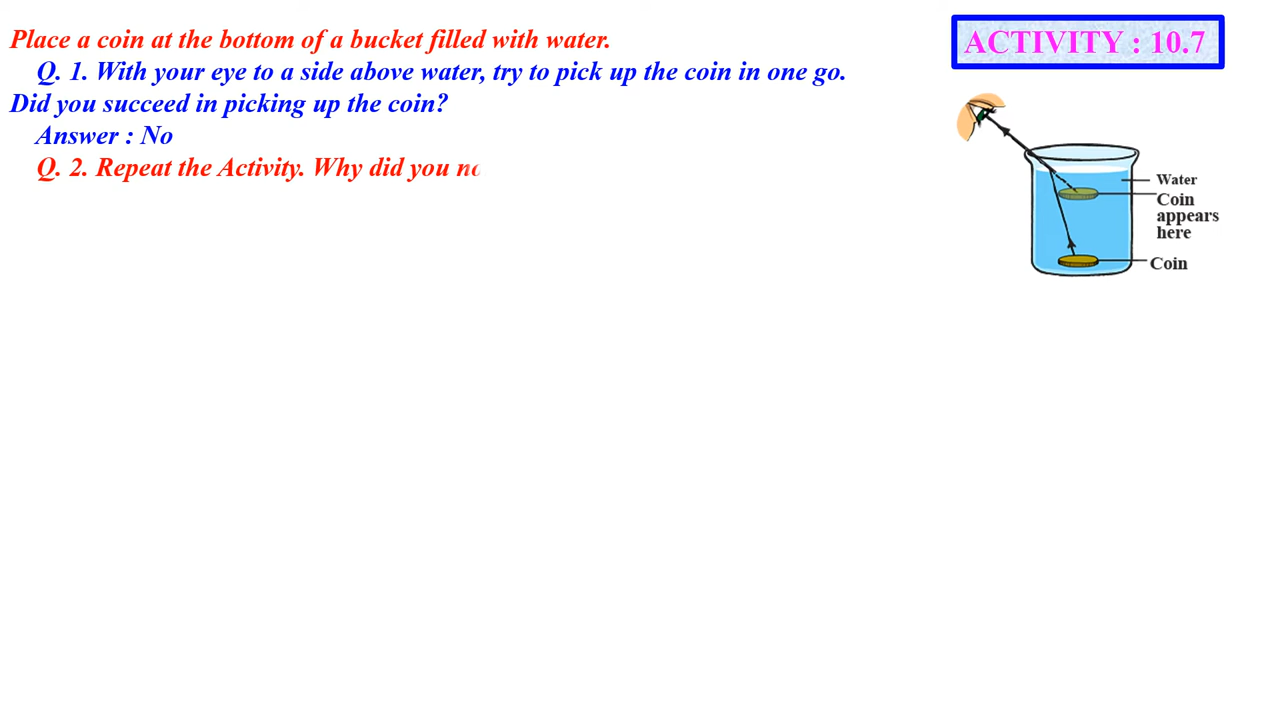 Place a coin at the bottom of a bucket filled with water.
ACTIVITY : 10.7
Q. 1. With your eye to a side above water, try to pick up the coin in one go.
Did you succeed in picking up the coin?
Answer : No
Q. 2. Repeat the Activity. Why did you
Water
Coin
appears
here
Coin